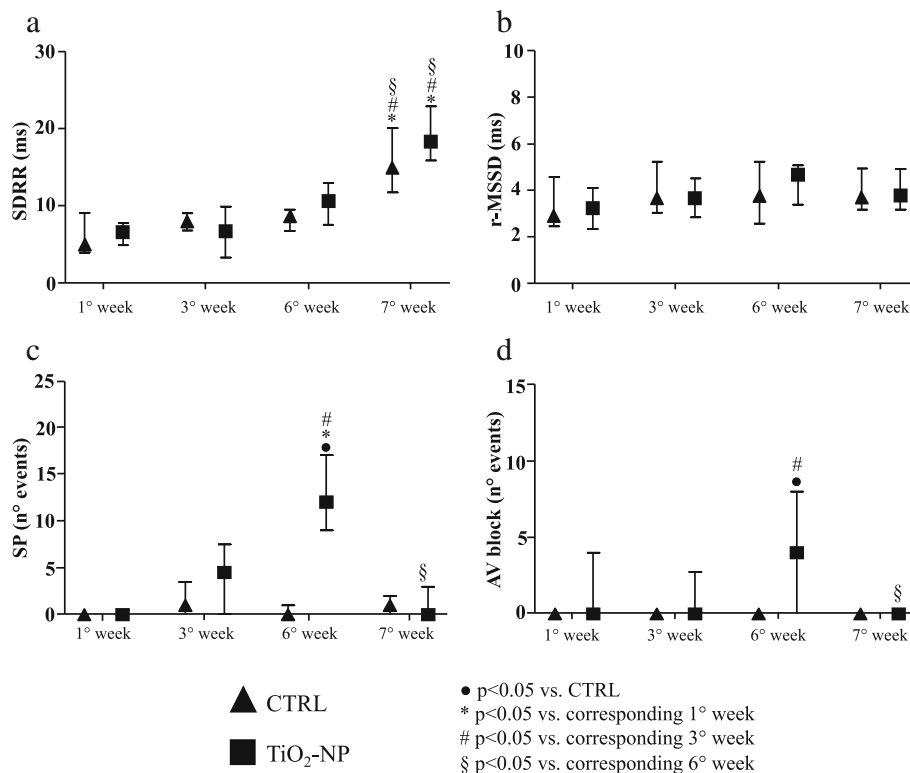 a
30
20
10
0
SDRR (ms)
§
#
*
§
#
*
1° week 3° week 6° week 7° week
b
10
8
6
4
2
0
r-MSSD (ms)
1° week 3° week 6° week 7° week
c
25
20
15
10
5
0
SP (n° events)
#
*
●
§
1° week 3° week 6° week 7° week
d
15
10
5
0
AV block (n° events)
#
●
§
1° week 3° week 6° week 7° week
CTRL
TiO₂-NP
● p<0.05 vs. CTRL
* p<0.05 vs. corresponding 1° week
# p<0.05 vs. corresponding 3° week
§ p<0.05 vs. corresponding 6° week